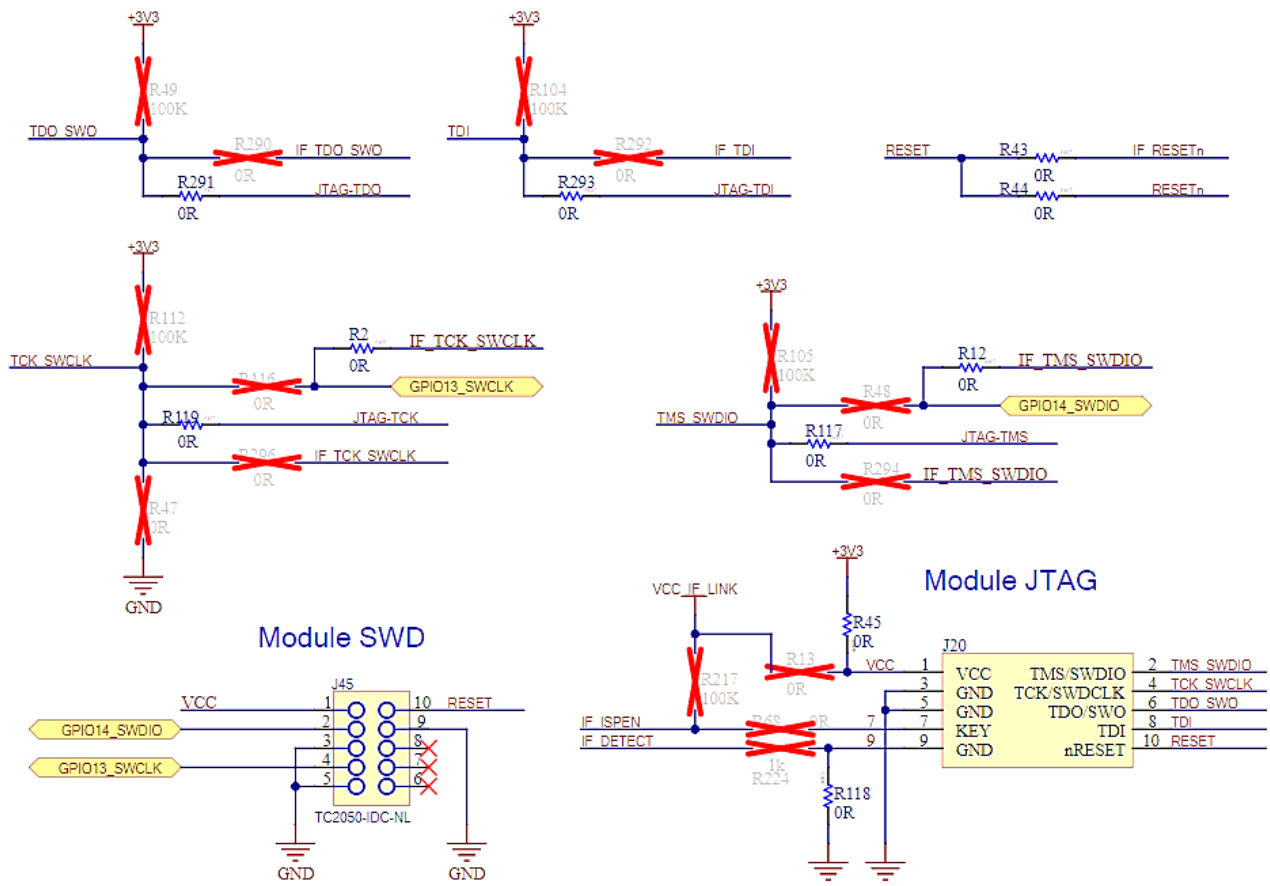 +3V3
R49
100K
TDO_SWO
R290
0R
IF_TDO_SWO
R291
0R
JTAG-TDO
+3V3
R104
100K
TDI
R292
0R
IF_TDI
R293
0R
JTAG-TDI
RESET
R43
0R
IF_RESETn
R44
0R
RESETn
+3V3
R112
100K
TCK_SWCLK
R2
0R
IF_TCK_SWCLK
R116
0R
GPIO13_SWCLK
R119
0R
JTAG-TCK
R296
0R
IF_TCK_SWCLK
R47
0R
GND
+3V3
R105
100K
TMS_SWDIO
R12
0R
IF_TMS_SWDIO
R48
0R
GPIO14_SWDIO
R117
0R
JTAG-TMS
R294
0R
IF_TMS_SWDIO
Module SWD
J45
VCC 1 10 RESET
GPIO14_SWDIO 2 9
3 8
GPIO13_SWCLK 4 7
5 6
TC2050-IDC-NL
GND
GND
Module JTAG
+3V3
VCC_IF_LINK
R45
0R
R13
0R
R217
100K
J20
VCC 1 VCC TMS/SWDIO 2 TMS_SWDIO
3 GND TCK/SWDCLK 4 TCK_SWCLK
5 GND TDO/SWO 6 TDO_SWO
IF_ISPEN R68 0R 7 7 KEY TDI 8 TDI
IF_DETECT 9 9 GND nRESET 10 RESET
1k
R224
R118
0R